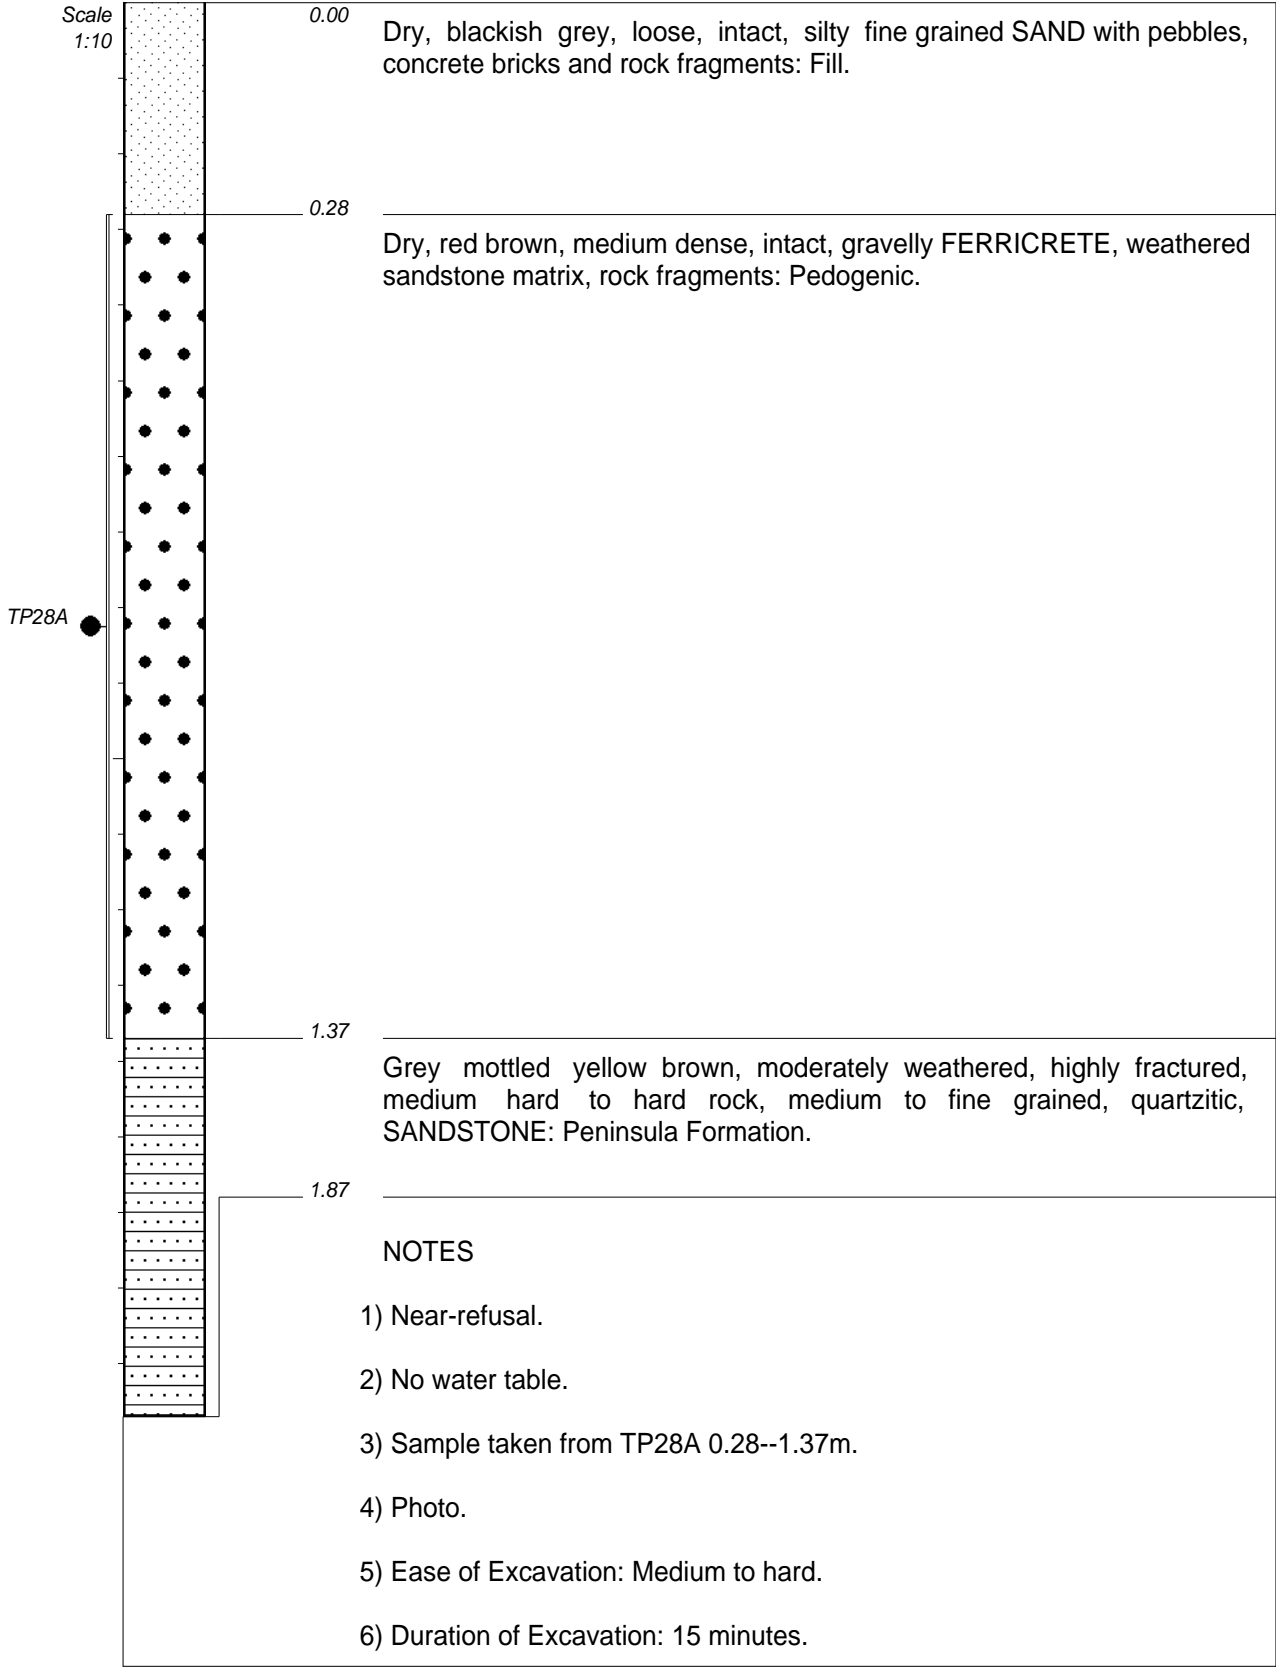 Scale
1:10
0.00
Dry, blackish grey, loose, intact, silty fine grained SAND with pebbles,
concrete bricks and rock fragments: Fill.
0.28
Dry, red brown, medium dense, intact, gravelly FERRICRETE, weathered
sandstone matrix, rock fragments: Pedogenic.
TP28A
1.37
Grey mottled yellow brown, moderately weathered, highly fractured,
medium hard to hard rock, medium to fine grained, quartzitic,
SANDSTONE: Peninsula Formation.
1.87
NOTES
1) Near-refusal.
2) No water table.
3) Sample taken from TP28A 0.28--1.37m.
4) Photo.
5) Ease of Excavation: Medium to hard.
6) Duration of Excavation: 15 minutes.